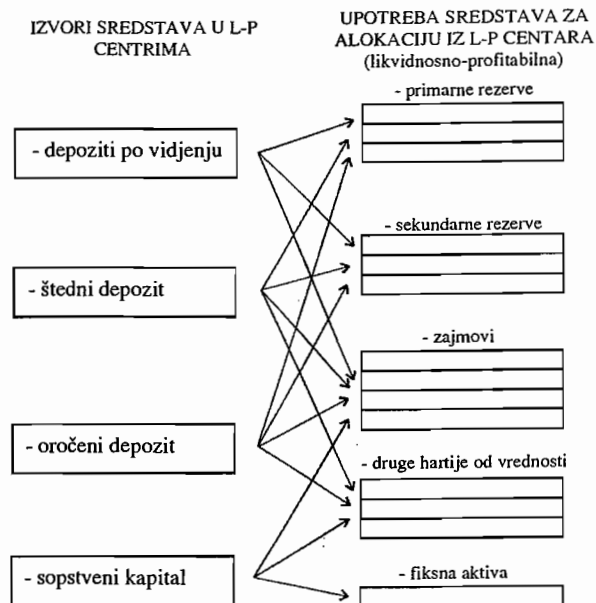 IZVORI SREDSTAVA U L-P
CENTRIMA
- depoziti po vidjenju
- štedni depozit
- oročeni depozit
- sopstveni kapital
UPOTREBA SREDSTAVA ZA
ALOKACIJU IZ L-P CENTARA
(likvidnosno-profitabilna)
- primarne rezerve
- sekundarne rezerve
- zajmovi
- druge hartije od vrednosti
- fiksna aktiva